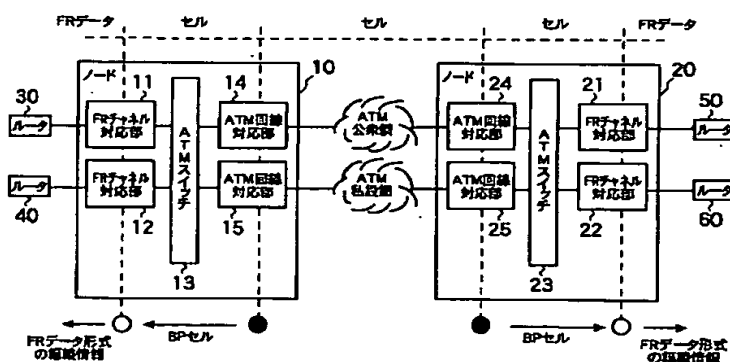 FRデータ
セル
セル
セル
FRデータ
ノード
10
ノード
20
30
ルータ
11
FRチャネル
対応部
14
ATM回線
対応部
ATM
公衆網
24
ATM回線
対応部
21
FRチャネル
対応部
50
ルータ
ATMスイッチ
ATMスイッチ
ルータ
40
FRチャネル
対応部
12
13
ATM回線
対応部
15
ATM
私設網
ATM回線
対応部
25
23
FRチャネル
対応部
22
ルータ
60
FRデータ形式
の輻輳情報
BPセル
BPセル
FRデータ形式
の輻輳情報